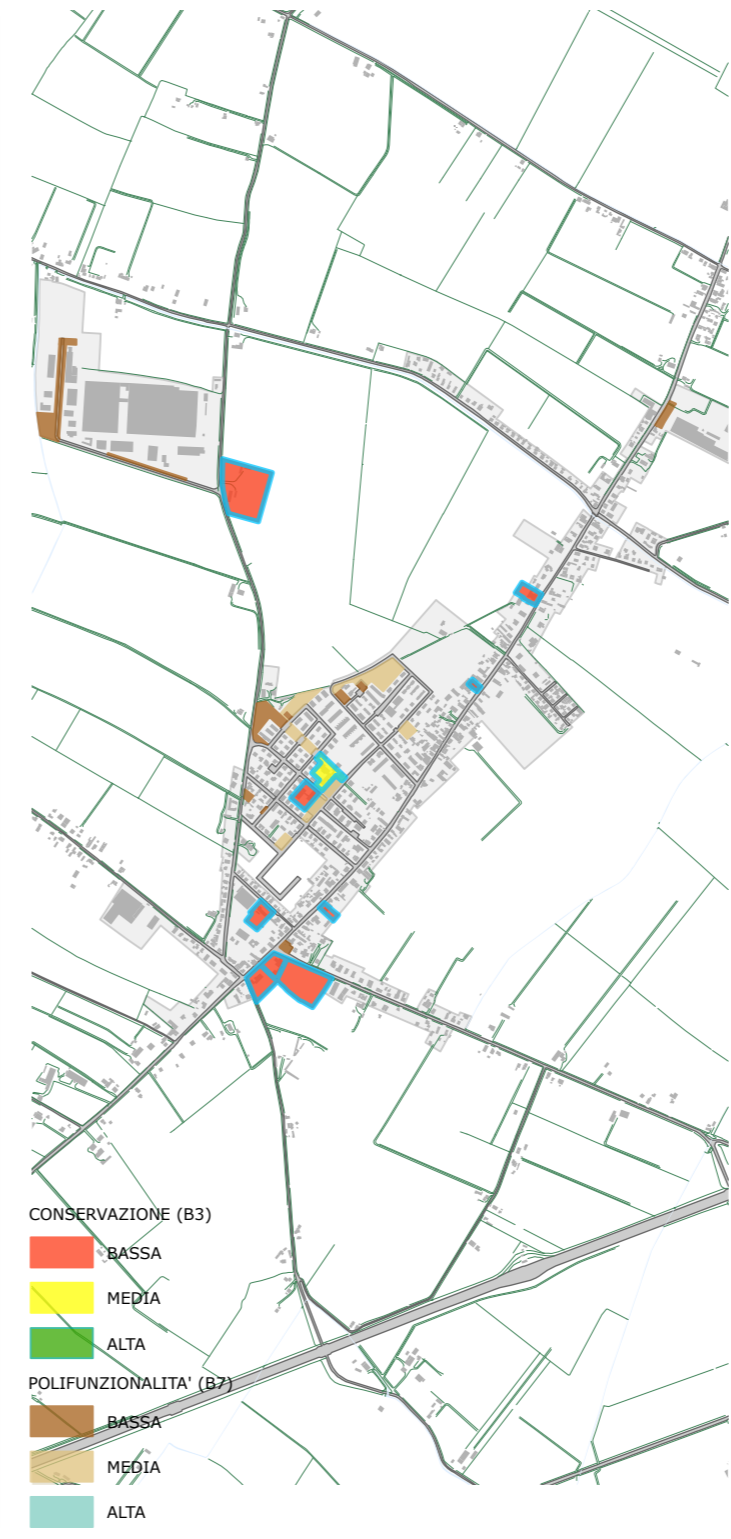 CONSERVAZIONE (B3)
BASSA
MEDIA
ALTA
POLIFUNZIONALITA' (B7)
BASSA
MEDIA
ALTA